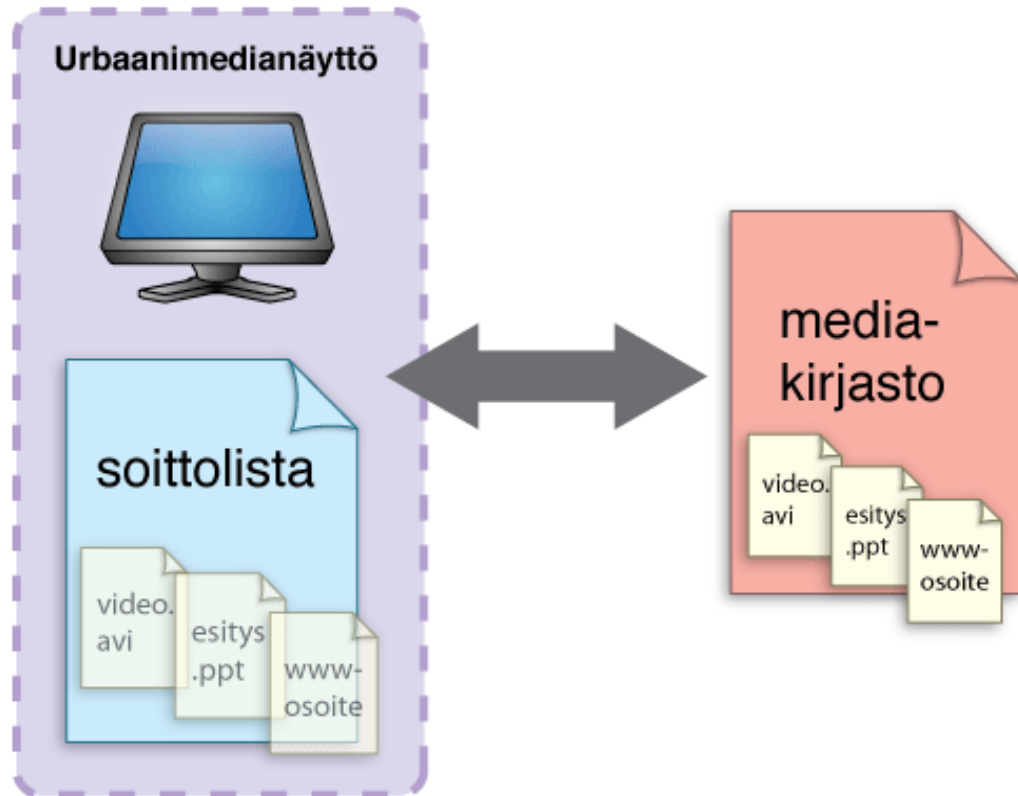 Urbaanimedianäyttö
soittolista
video.
avi
esitys
.ppt
www-
osoite
media-
kirjasto
video.
avi
esitys
.ppt
www-
osoite